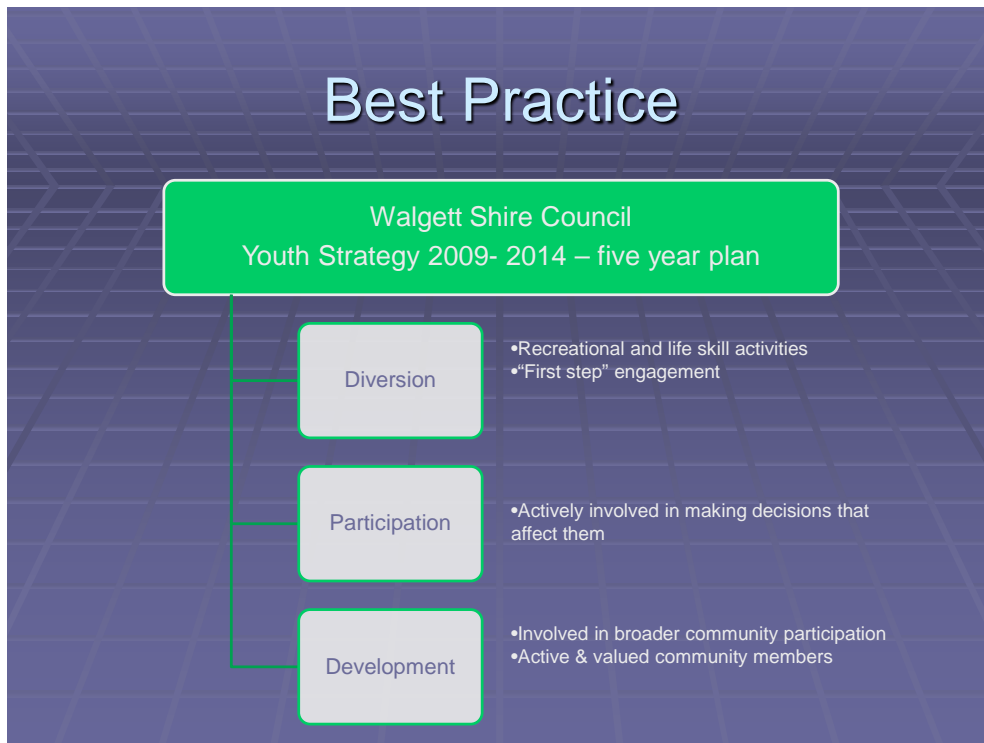 Best Practice
Walgett Shire Council
Youth Strategy 2009- 2014 – five year plan
Diversion
•Recreational and life skill activities
•“First step” engagement
Participation
•Actively involved in making decisions that
affect them
Development
•Involved in broader community participation
•Active & valued community members